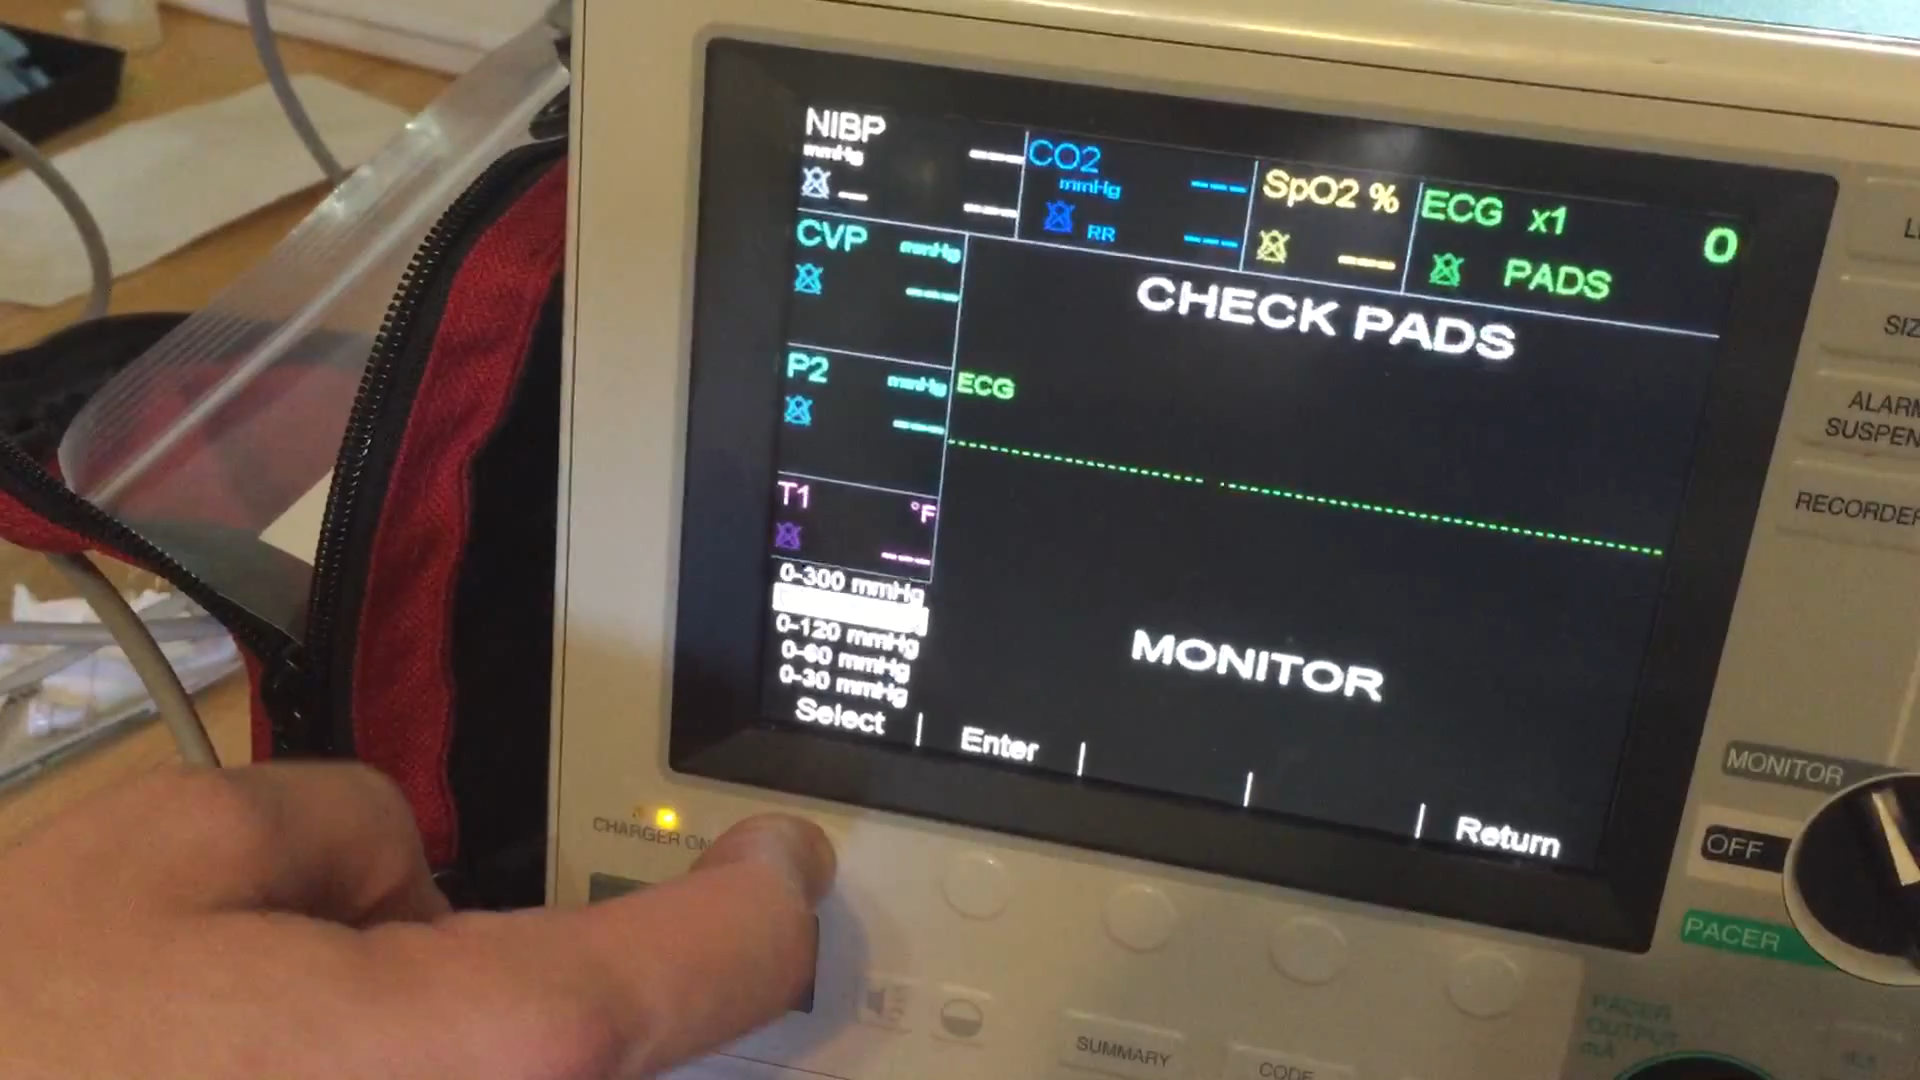 NIBP
mmHg
CO2
mmHg
RR
SpO2 %
ECG x1
0
PADS
CVP mmHg
CHECK PADS
P2 mmHg
ECG
T1 °F
0-300 mmHg
0-120 mmHg
0-60 mmHg
0-30 mmHg
MONITOR
Select
Enter
Return
CHARGER ON
ALARM
RECORDER
MONITOR
OFF
PACER
PACER
OUTPUT
mA
SUMMARY
CODE